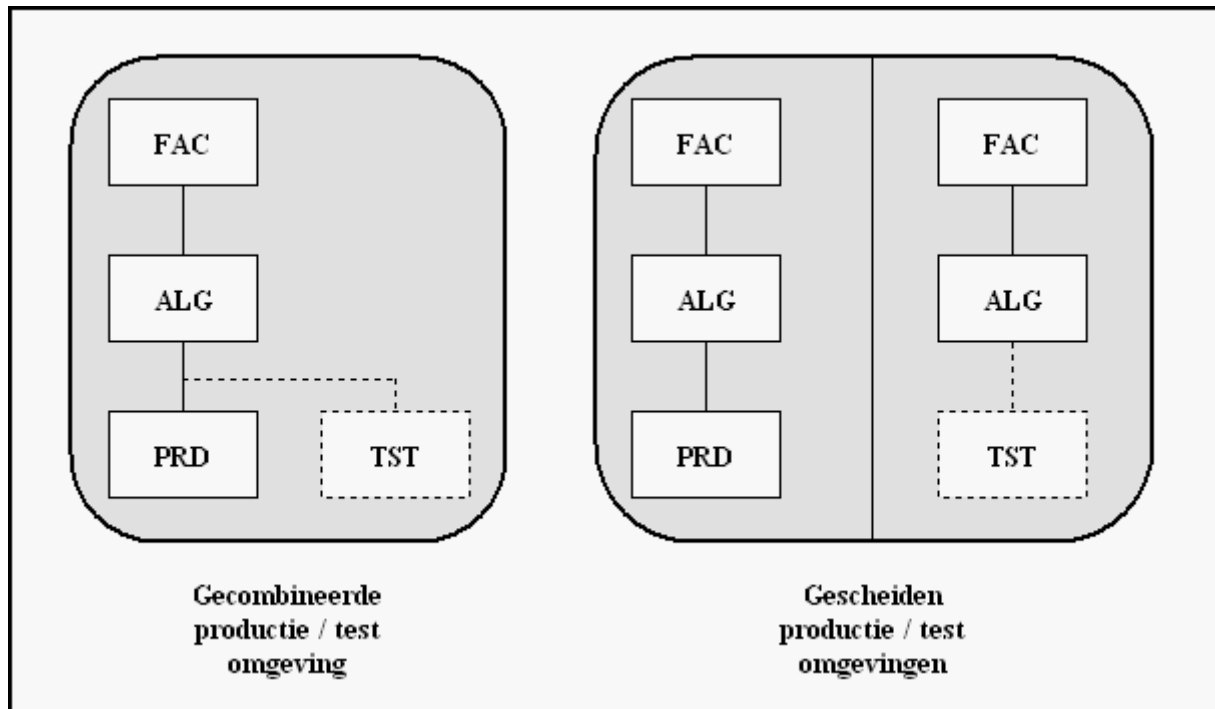 FAC
ALG
PRD
TST
Gecombineerde
productie / test
omgeving
FAC
FAC
ALG
ALG
PRD
TST
Gescheiden
productie / test
omgevingen